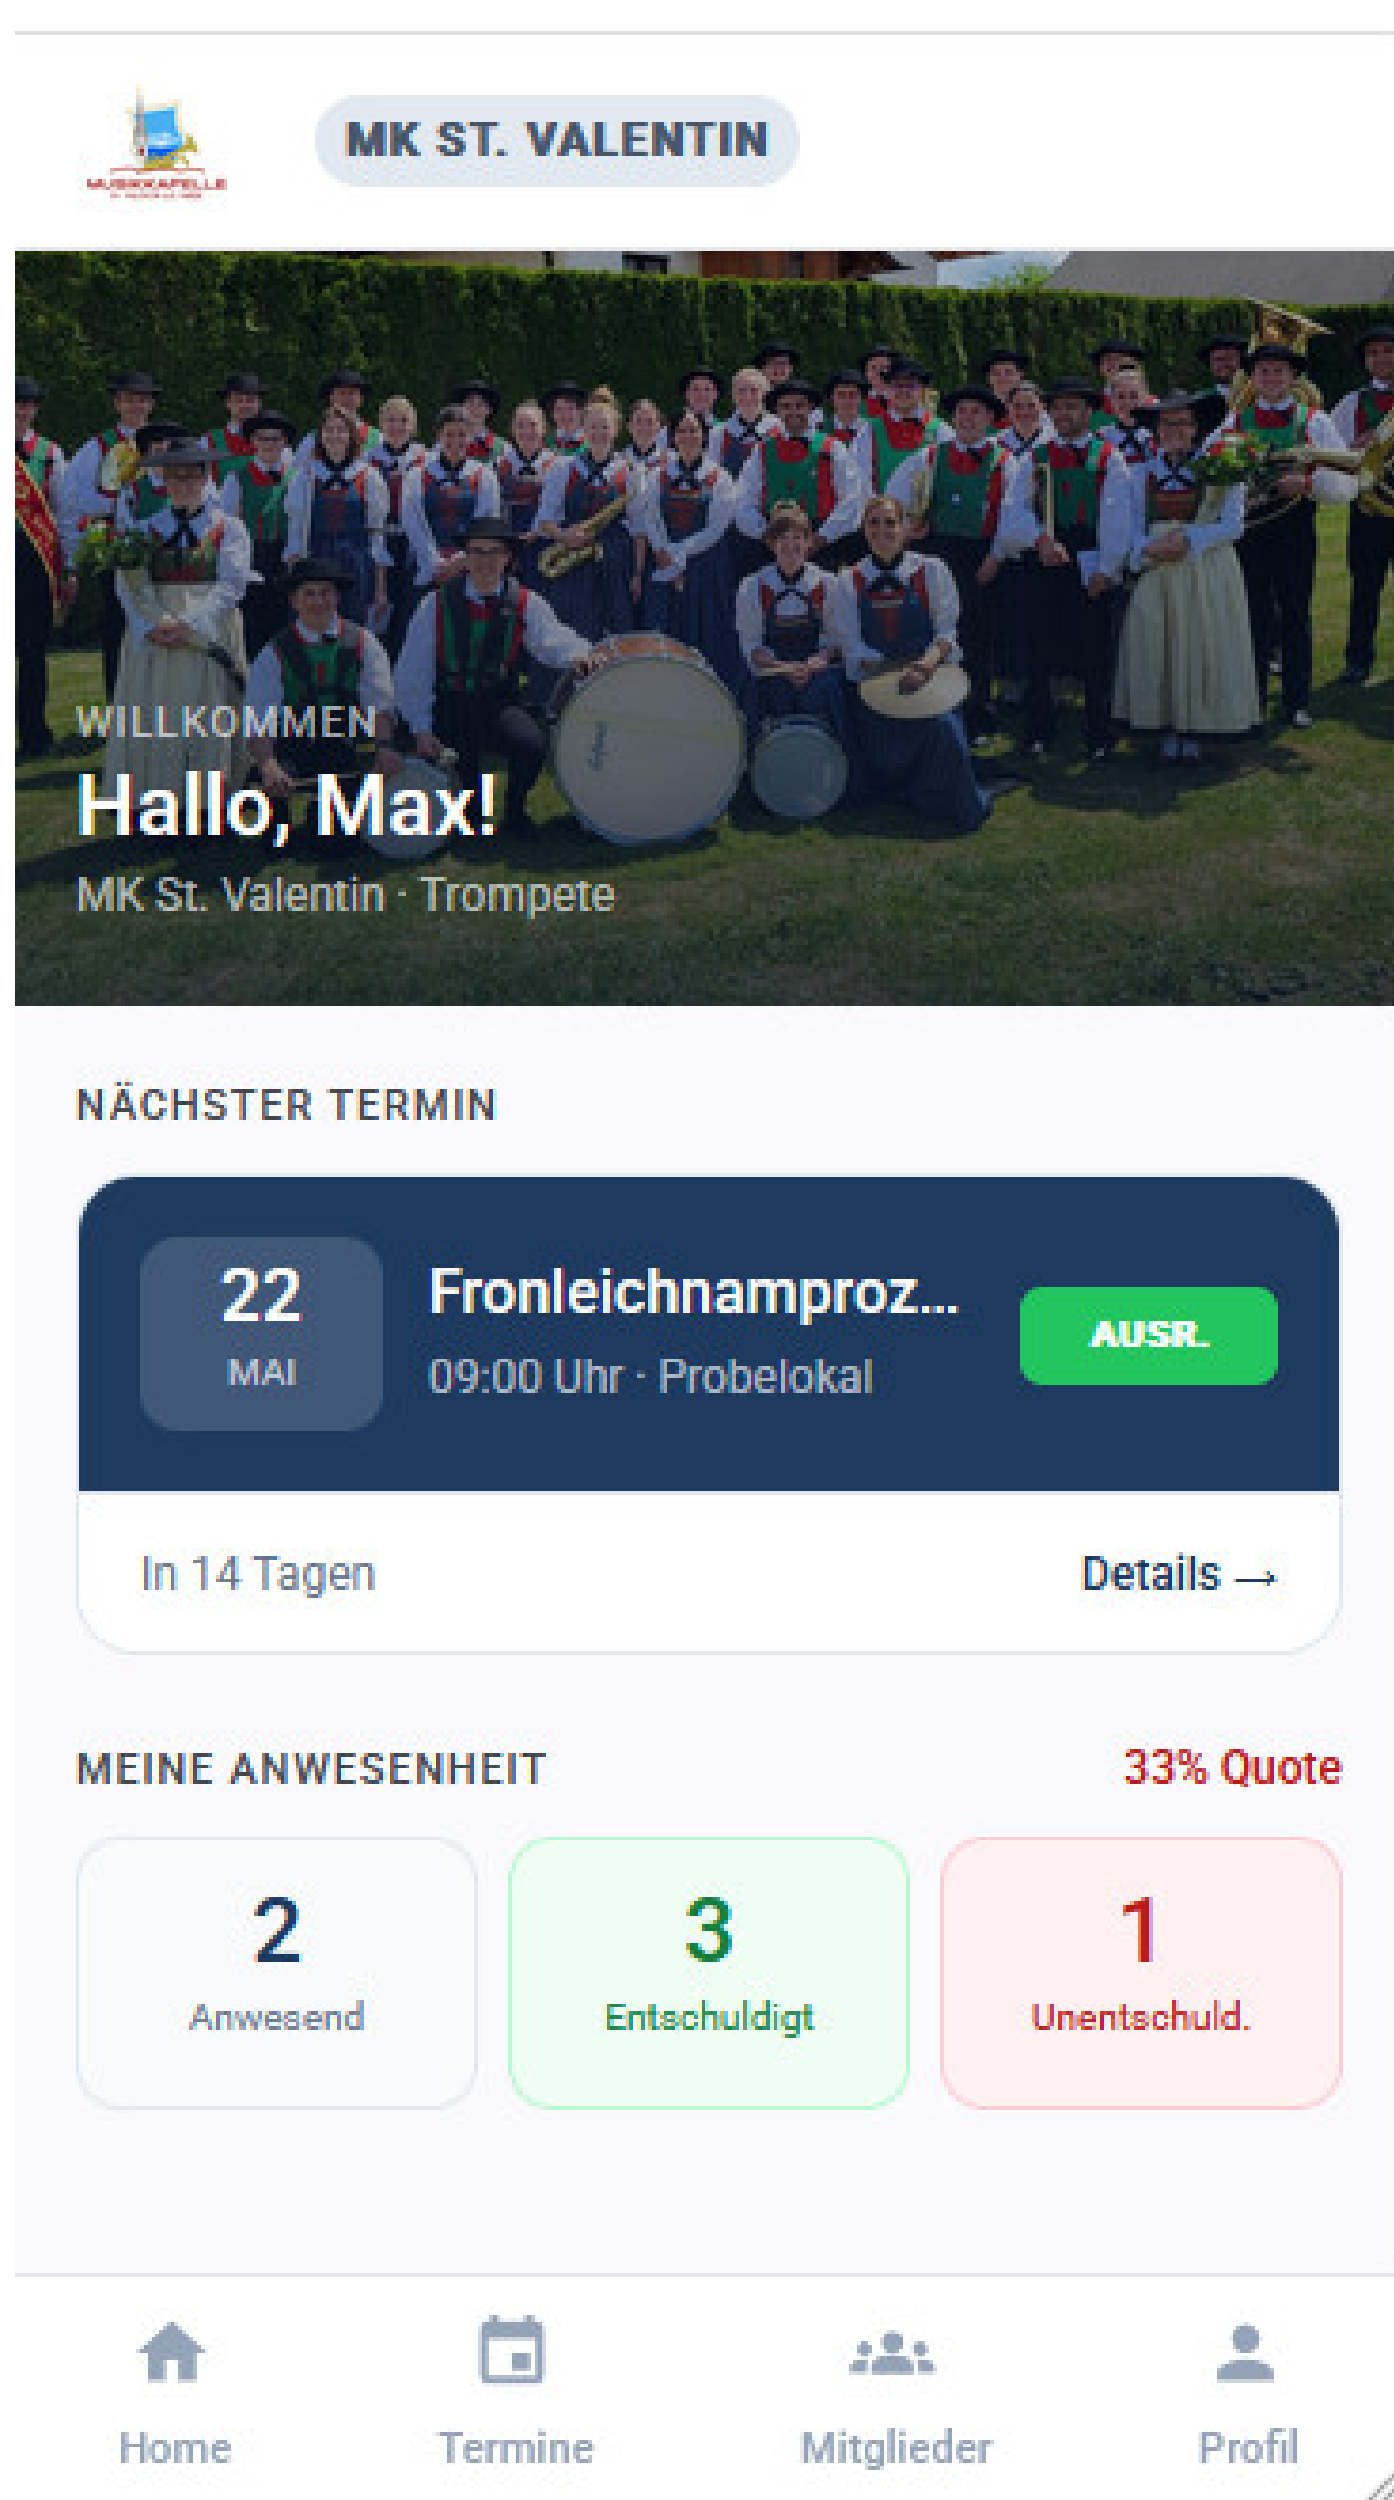 MUSIKKAPELLE
MK ST. VALENTIN
WILLKOMMEN
Hallo, Max!
MK St. Valentin · Trompete
NÄCHSTER TERMIN
22
MAI
Fronleichnamproz...
09:00 Uhr · Probelokal
AUSR.
In 14 Tagen
Details →
MEINE ANWESENHEIT
33% Quote
2
Anwesend
3
Entschuldigt
1
Unentschuld.
Home
Termine
Mitglieder
Profil